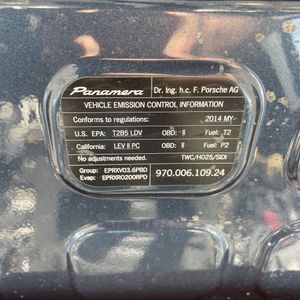 Panamera Dr. Ing. h.c. F. Porsche AG
VEHICLE EMISSION CONTROL INFORMATION
Conforms to regulations: 2014 MY
U.S. EPA: T2B5 LDV OBD: II Fuel: T2
California: LEV II PC OBD: II Fuel: P2
No adjustments needed. TWC/HO2S/SIDI
Group: EPRXV03.6PBD
Evap: EPRXR0200RPD
970.006.109.24